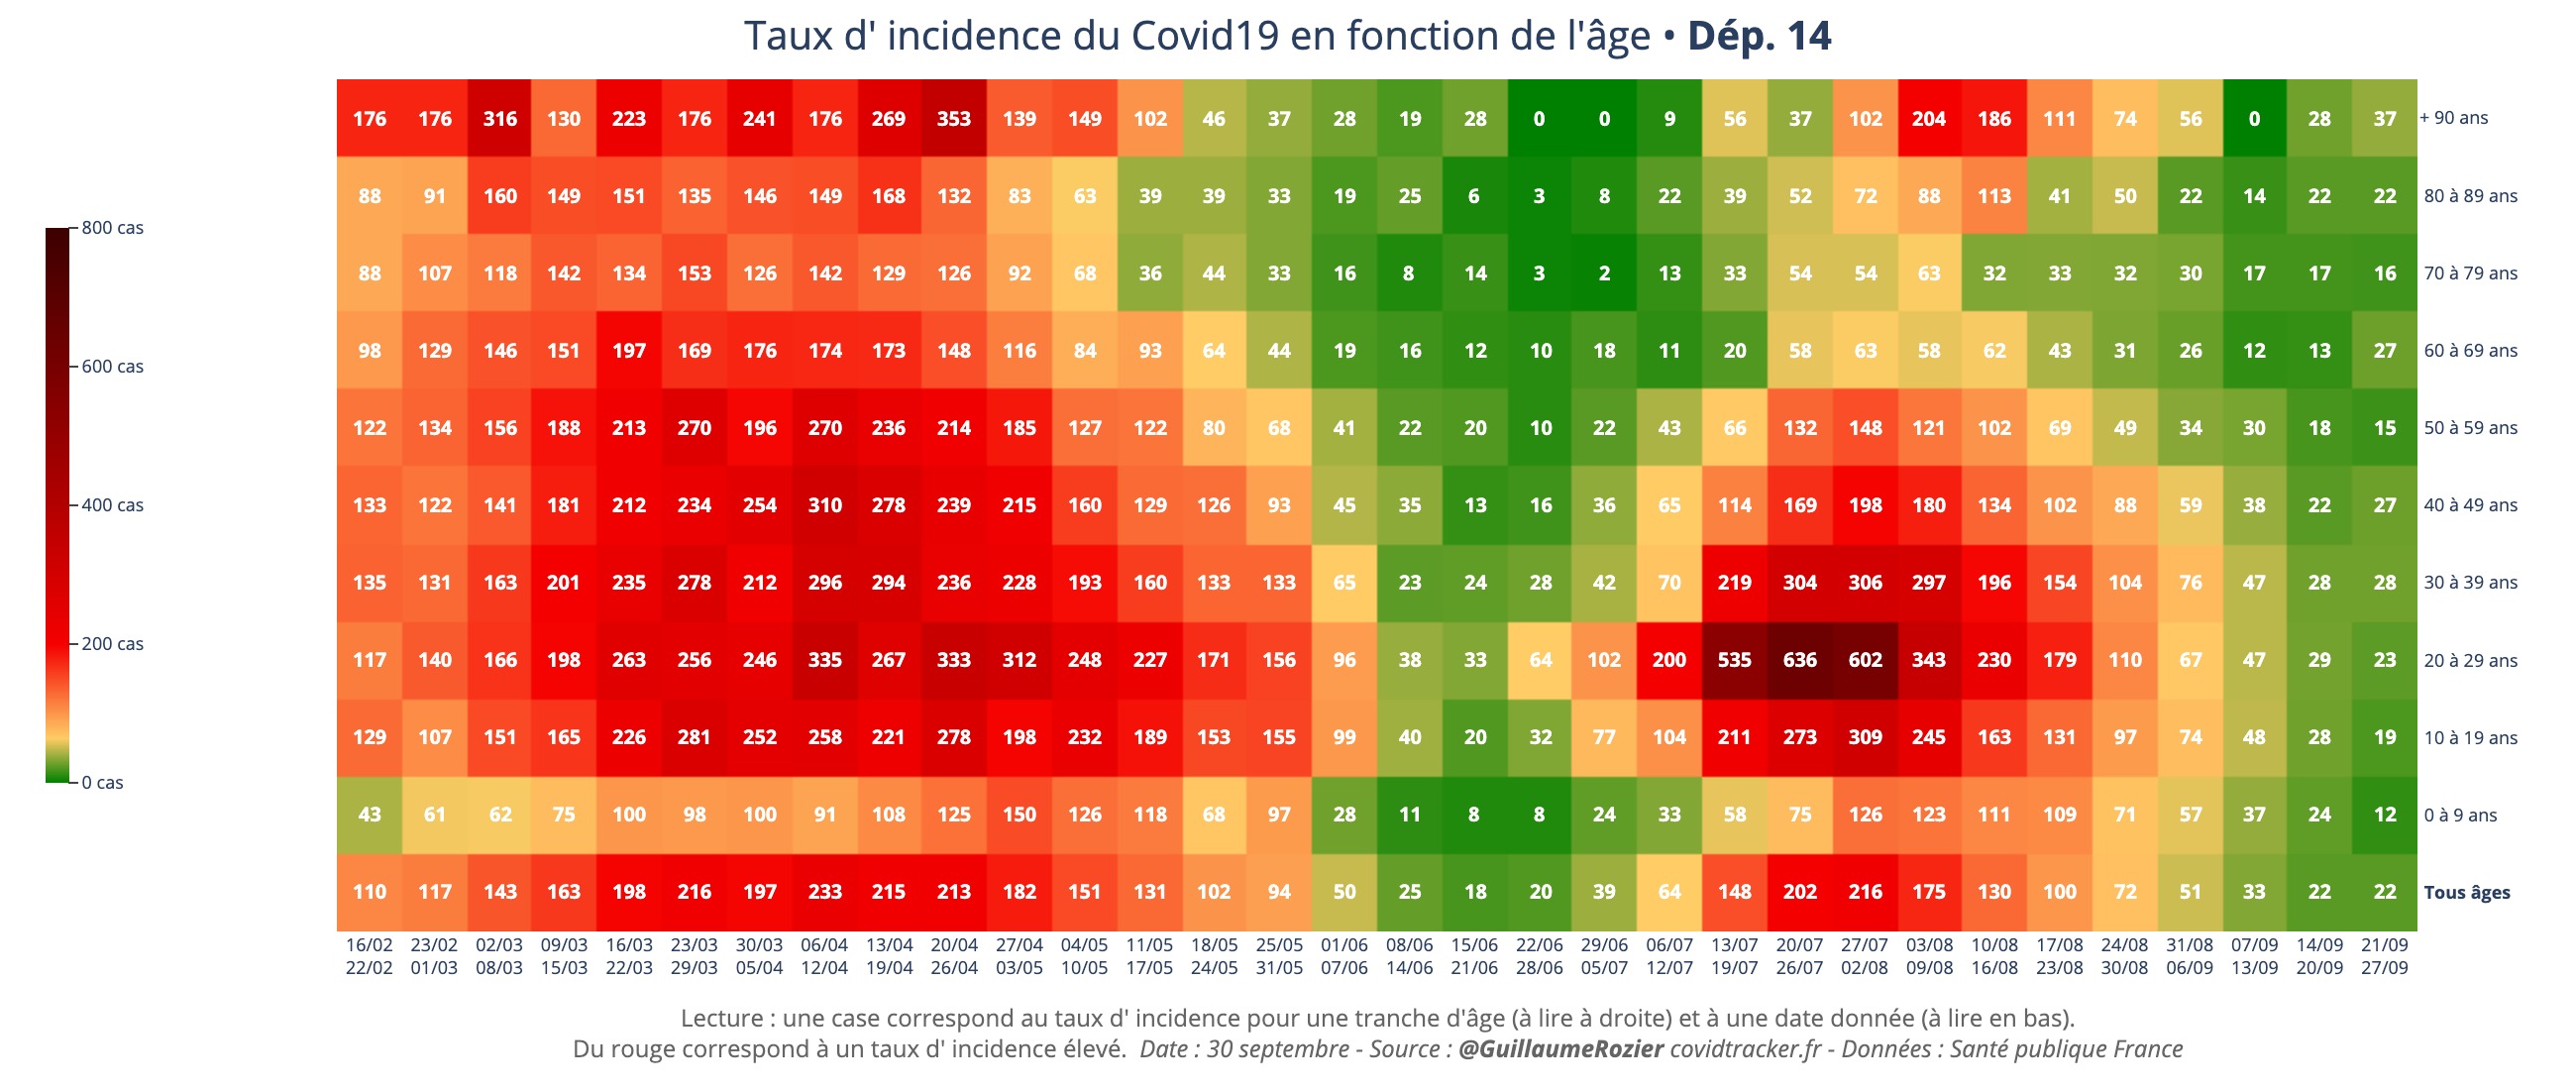 Taux d' incidence du Covid19 en fonction de l'âge • Dép. 14
800 cas
600 cas
400 cas
200 cas
0 cas
176 176 316 130 223 176 241 176 269 353 139 149 102 46 37 28 19 28 0 0 9 56 37 102 204 186 111 74 56 0 28 37 + 90 ans
88 91 160 149 151 135 146 149 168 132 83 63 39 39 33 19 25 6 3 8 22 39 52 72 88 113 41 50 22 14 22 22 80 à 89 ans
88 107 118 142 134 153 126 142 129 126 92 68 36 44 33 16 8 14 3 2 13 33 54 54 63 32 33 32 30 17 17 16 70 à 79 ans
98 129 146 151 197 169 176 174 173 148 116 84 93 64 44 19 16 12 10 18 11 20 58 63 58 62 43 31 26 12 13 27 60 à 69 ans
122 134 156 188 213 270 196 270 236 214 185 127 122 80 68 41 22 20 10 22 43 66 132 148 121 102 69 49 34 30 18 15 50 à 59 ans
133 122 141 181 212 234 254 310 278 239 215 160 129 126 93 45 35 13 16 36 65 114 169 198 180 134 102 88 59 38 22 27 40 à 49 ans
135 131 163 201 235 278 212 296 294 236 228 193 160 133 133 65 23 24 28 42 70 219 304 306 297 196 154 104 76 47 28 28 30 à 39 ans
117 140 166 198 263 256 246 335 267 333 312 248 227 171 156 96 38 33 64 102 200 535 636 602 343 230 179 110 67 47 29 23 20 à 29 ans
129 107 151 165 226 281 252 258 221 278 198 232 189 153 155 99 40 20 32 77 104 211 273 309 245 163 131 97 74 48 28 19 10 à 19 ans
43 61 62 75 100 98 100 91 108 125 150 126 118 68 97 28 11 8 8 24 33 58 75 126 123 111 109 71 57 37 24 12 0 à 9 ans
110 117 143 163 198 216 197 233 215 213 182 151 131 102 94 50 25 18 20 39 64 148 202 216 175 130 100 72 51 33 22 22 Tous âges
16/02 23/02 02/03 09/03 16/03 23/03 30/03 06/04 13/04 20/04 27/04 04/05 11/05 18/05 25/05 01/06 08/06 15/06 22/06 29/06 06/07 13/07 20/07 27/07 03/08 10/08 17/08 24/08 31/08 07/09 14/09 21/09
22/02 01/03 08/03 15/03 22/03 29/03 05/04 12/04 19/04 26/04 03/05 10/05 17/05 24/05 31/05 07/06 14/06 21/06 28/06 05/07 12/07 19/07 26/07 02/08 09/08 16/08 23/08 30/08 06/09 13/09 20/09 27/09
Lecture : une case correspond au taux d' incidence pour une tranche d'âge (à lire à droite) et à une date donnée (à lire en bas).
Du rouge correspond à un taux d' incidence élevé. Date : 30 septembre - Source : @GuillaumeRozier covidtracker.fr - Données : Santé publique France